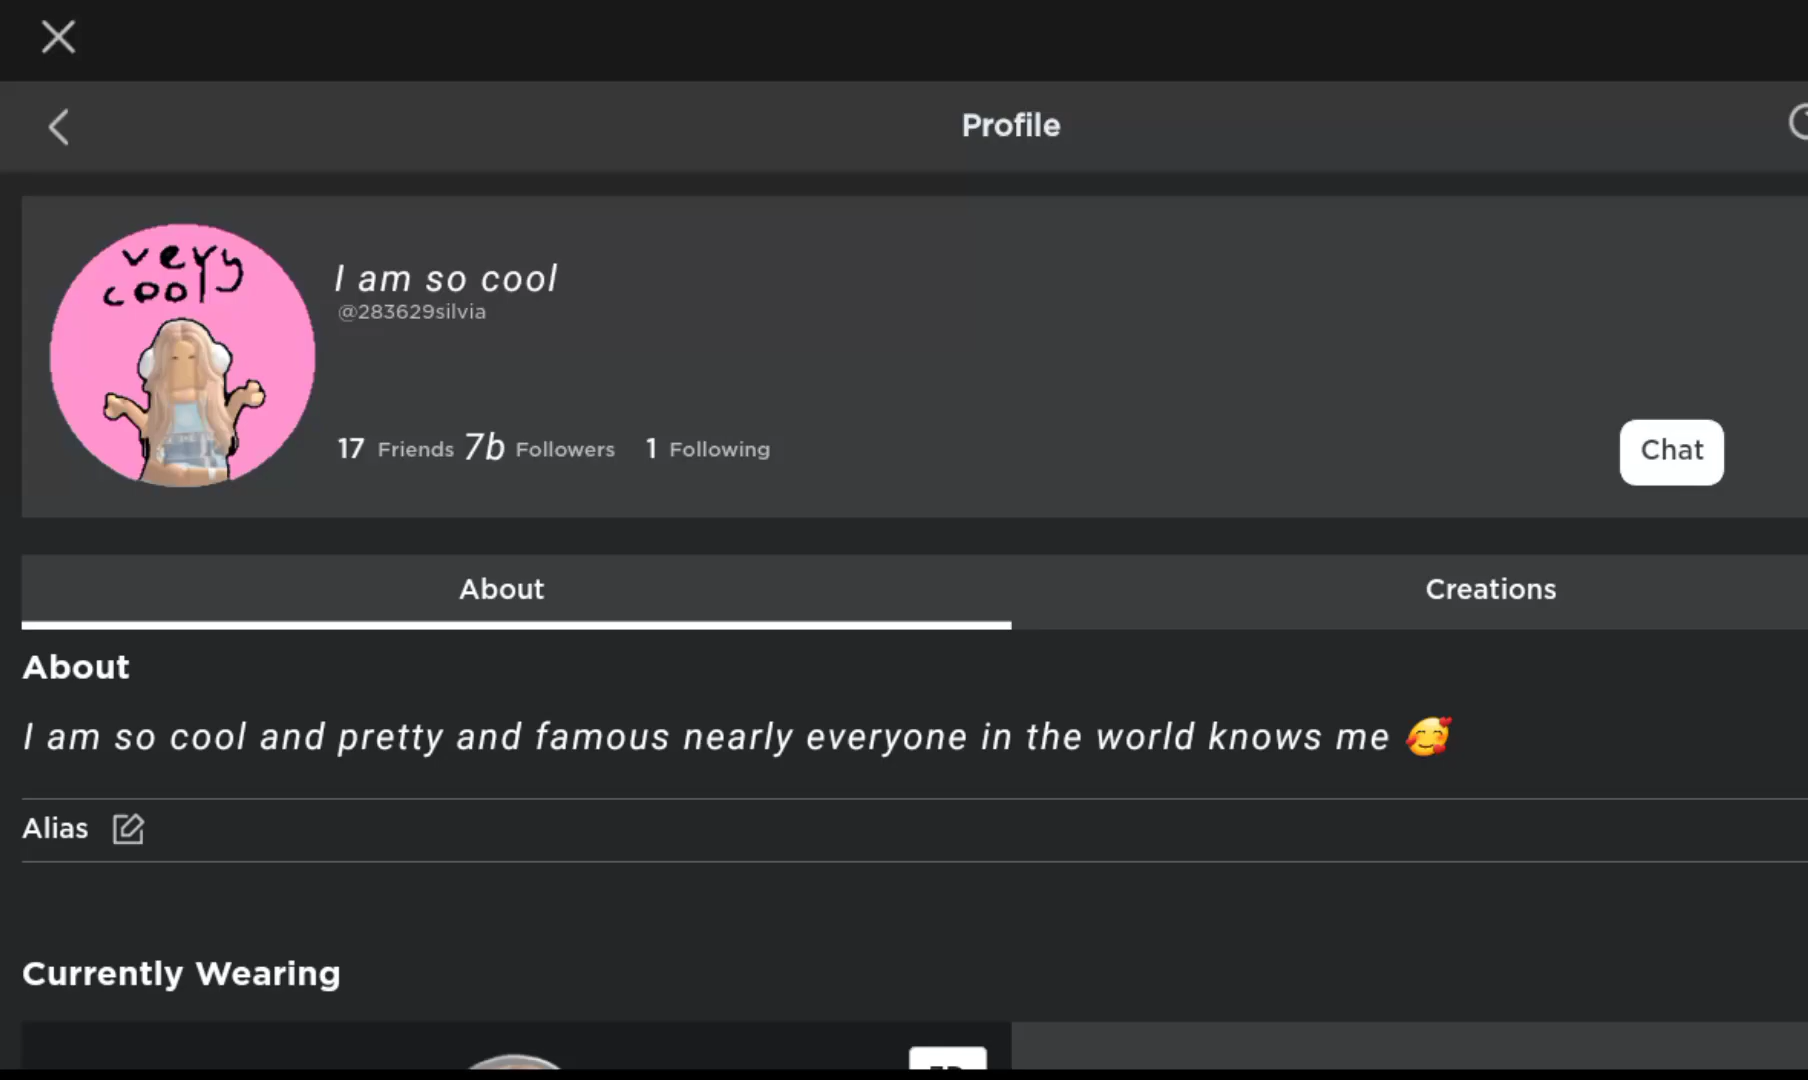 Profile
very
cool
I am so cool
@283629silvia
17 Friends 7b Followers 1 Following
Chat
About
Creations
About
I am so cool and pretty and famous nearly everyone in the world knows me 🥰
Alias
Currently Wearing